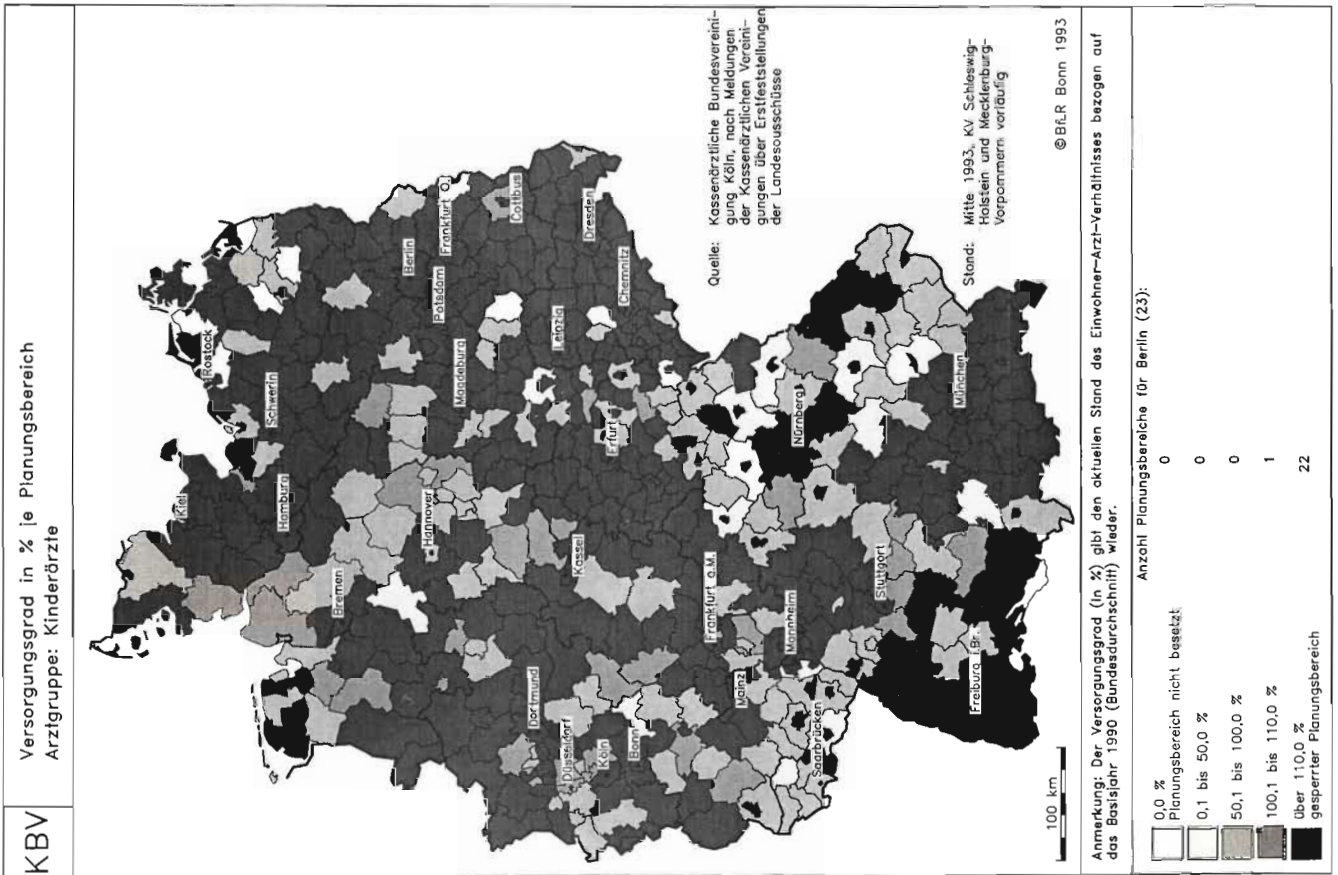 KBV
Versorgungsgrad in % je Planungsbereich
Arztgruppe: Kinderärzte
Kiel
Rostock
Schwerin
Hamburg
Bremen
Hannover
Berlin
Potsdam
Frankfurt O.
Magdeburg
Cottbus
Dortmund
Kassel
Leipzig
Düsseldorf
Erfurt
Dresden
Köln
Chemnitz
Bonn
Frankfurt a.M.
Mainz
Mannheim
Nürnberg
Saarbrücken
Stuttgart
Freiburg i.Br.
München
100 km
Quelle: Kassenärztliche Bundesvereini-
gung Köln, nach Meldungen
der Kassenärztlichen Vereini-
gungen über Erstfeststellungen
der Landesausschüsse
Stand: Mitte 1993, KV Schleswig-
Holstein und Mecklenburg-
Vorpommern vorläufig
© BfLR Bonn 1993
Anmerkung: Der Versorgungsgrad (in %) gibt den aktuellen Stand des Einwohner-Arzt-Verhältnisses bezogen auf
das Basisjahr 1990 (Bundesdurchschnitt) wieder.
Anzahl Planungsbereiche für Berlin (23):
0,0 % 0
Planungsbereich nicht besetzt
0,1 bis 50,0 % 0
50,1 bis 100,0 % 0
100,1 bis 110,0 % 1
über 110,0 % 22
gesperrter Planungsbereich